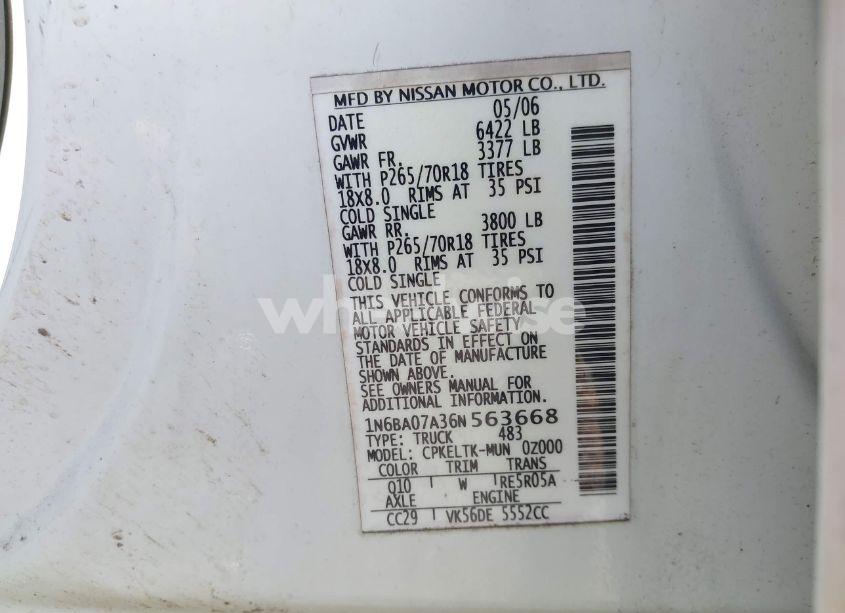 MFD BY NISSAN MOTOR CO., LTD.
DATE 05/06
GVWR 6422 LB
GAWR FR. 3377 LB
WITH P265/70R18 TIRES
18X8.0 RIMS AT 35 PSI
COLD SINGLE
GAWR RR. 3800 LB
WITH P265/70R18 TIRES
18X8.0 RIMS AT 35 PSI
COLD SINGLE
THIS VEHICLE CONFORMS TO
ALL APPLICABLE FEDERAL
MOTOR VEHICLE SAFETY
STANDARDS IN EFFECT ON
THE DATE OF MANUFACTURE
SHOWN ABOVE.
SEE OWNERS MANUAL FOR
ADDITIONAL INFORMATION.
1N6BA07A36N563668
TYPE: TRUCK 483
MODEL: CPKELTK-MUN 0Z000
COLOR TRIM TRANS
Q10 W RE5R05A
AXLE ENGINE
CC29 VK56DE 5552CC